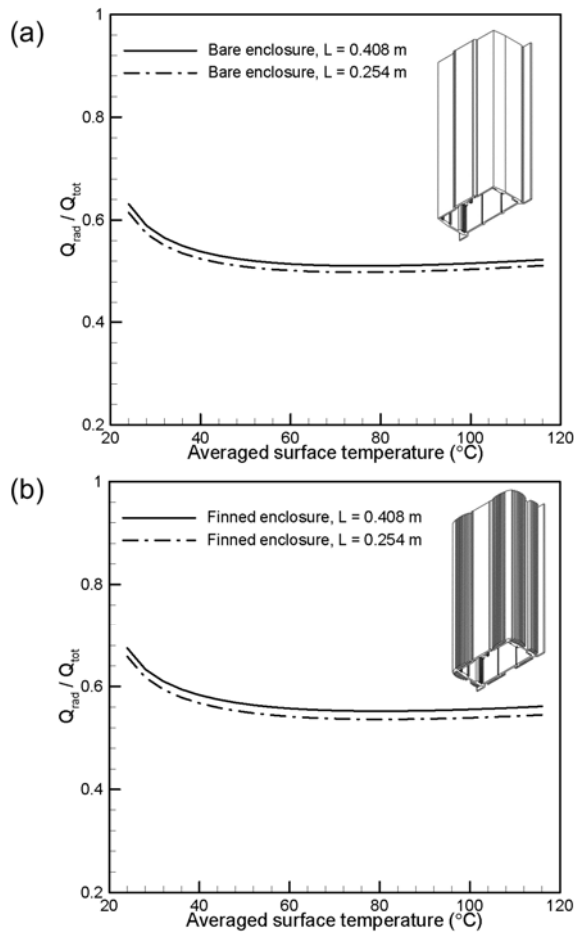 (a)
1
Bare enclosure, L = 0.408 m
Bare enclosure, L = 0.254 m
0.8
Q_rad / Q_tot
0.6
0.4
0.2
20 40 60 80 100 120
Averaged surface temperature (°C)
(b)
1
Finned enclosure, L = 0.408 m
Finned enclosure, L = 0.254 m
0.8
Q_rad / Q_tot
0.6
0.4
0.2
20 40 60 80 100 120
Averaged surface temperature (°C)